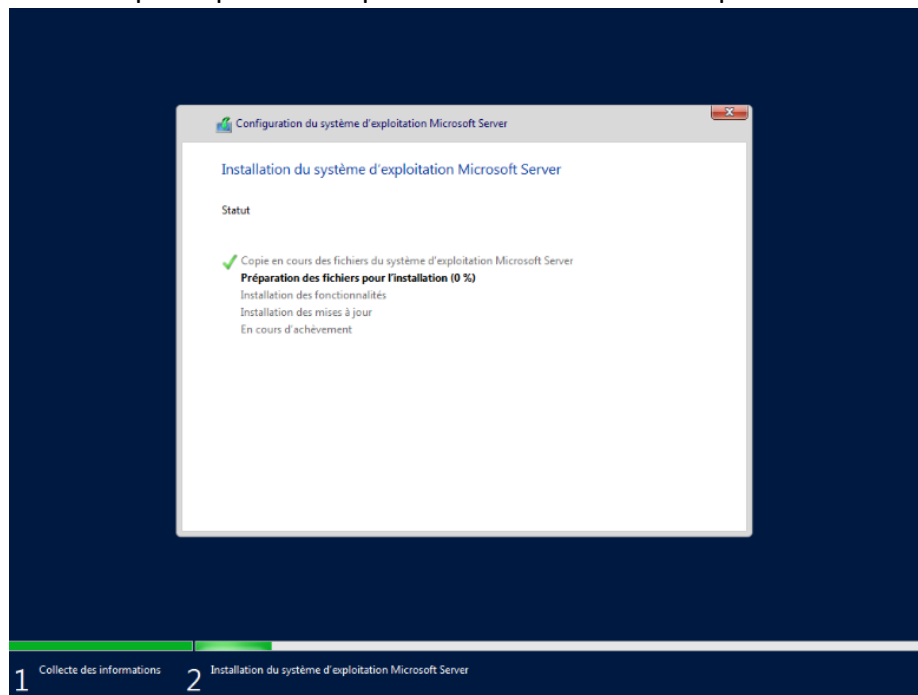 Configuration du système d'exploitation Microsoft Server
Installation du système d'exploitation Microsoft Server
Statut
Copie en cours des fichiers du système d'exploitation Microsoft Server
Préparation des fichiers pour l'installation (0 %)
Installation des fonctionnalités
Installation des mises à jour
En cours d'achèvement
1 Collecte des informations 2 Installation du système d'exploitation Microsoft Server